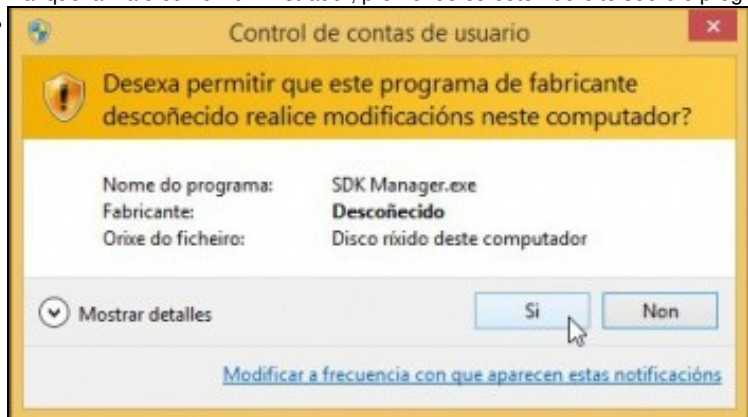 Control de contas de usuario
Desexa permitir que este programa de fabricante
descoñecido realice modificacións neste computador?
Nome do programa: SDK Manager.exe
Fabricante: Descoñecido
Orixe do ficheiro: Disco ríxido deste computador
Mostrar detalles
Si Non
Modificar a frecuencia con que aparecen estas notificacións